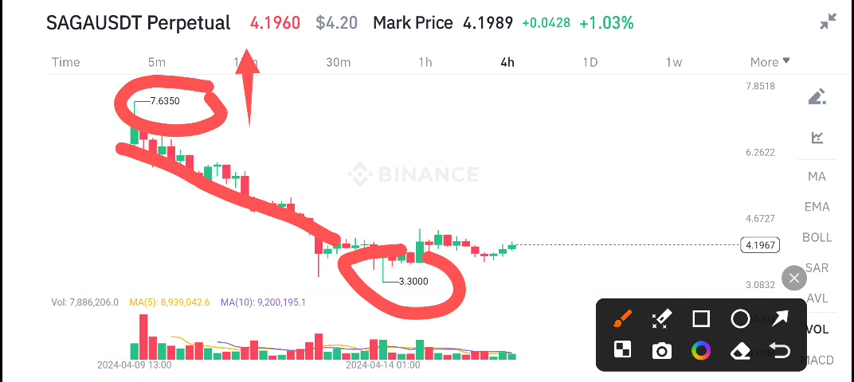 SAGAUSDT Perpetual 4.1960 $4.20 Mark Price 4.1989 +0.0428 +1.03%
Time 5m 30m 1h 4h 1D 1w More
7.8518
7.6350
6.2622
MA
BINANCE
EMA
4.6727
BOLL
4.1967
SAR
3.3000
3.0832
AVL
Vol: 7,886,206.0 MA(5): 8,939,042.6 MA(10): 9,200,195.1
VOL
MACD
2024-04-09 13:00 2024-04-14 01:00